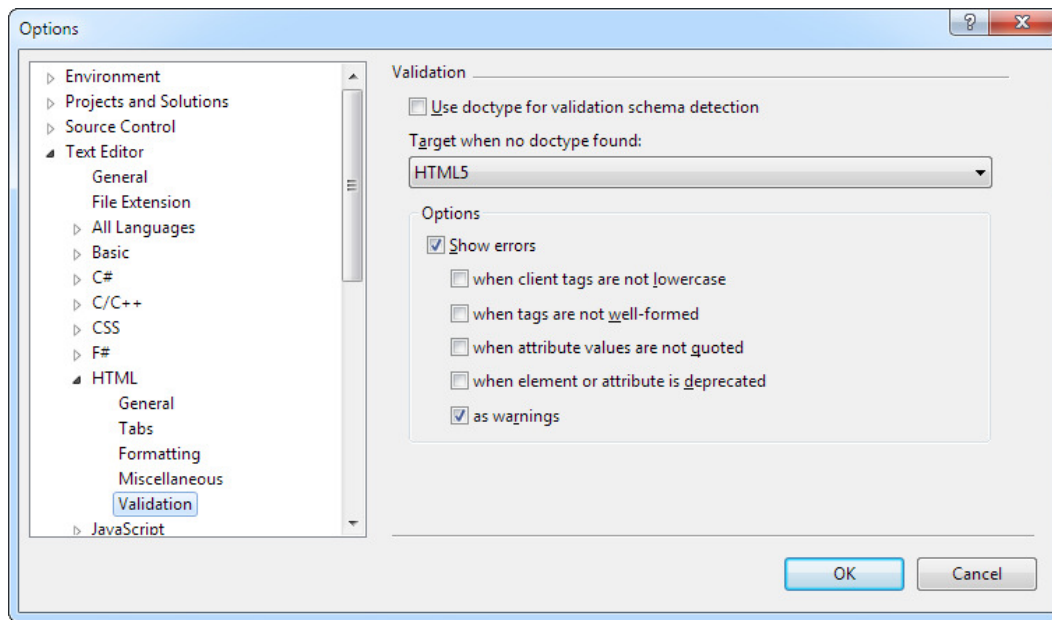 Options
Environment
Projects and Solutions
Source Control
Text Editor
General
File Extension
All Languages
Basic
C#
C/C++
CSS
F#
HTML
General
Tabs
Formatting
Miscellaneous
Validation
JavaScript
Validation
Use doctype for validation schema detection
Target when no doctype found:
HTML5
Options
Show errors
when client tags are not lowercase
when tags are not well-formed
when attribute values are not quoted
when element or attribute is deprecated
as warnings
OK
Cancel